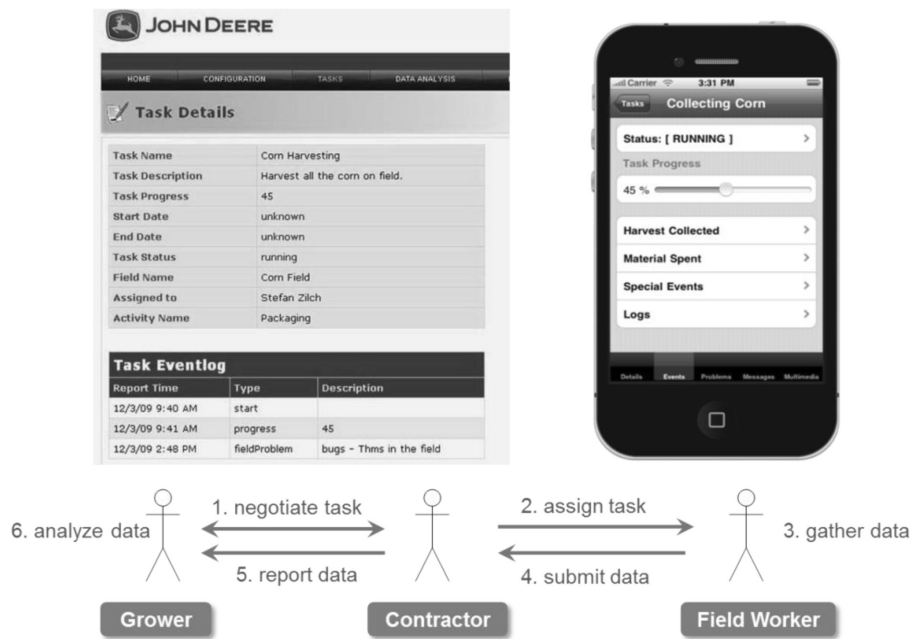 JOHN DEERE
HOME CONFIGURATION TASKS DATA ANALYSIS
Task Details
Task Name Corn Harvesting
Task Description Harvest all the corn on field.
Task Progress 45
Start Date unknown
End Date unknown
Task Status running
Field Name Corn Field
Assigned to Stefan Zilch
Activity Name Packaging
Task Eventlog
Report Time Type Description
12/3/09 9:40 AM start
12/3/09 9:41 AM progress 45
12/3/09 2:48 PM fieldProblem bugs - Thms in the field
Carrier 3:31 PM
Tasks Collecting Corn
Status: [ RUNNING ]
Task Progress
45 %
Harvest Collected
Material Spent
Special Events
Logs
Details Events Problems Messages Multimedia
1. negotiate task
2. assign task
6. analyze data
3. gather data
5. report data
4. submit data
Grower
Contractor
Field Worker